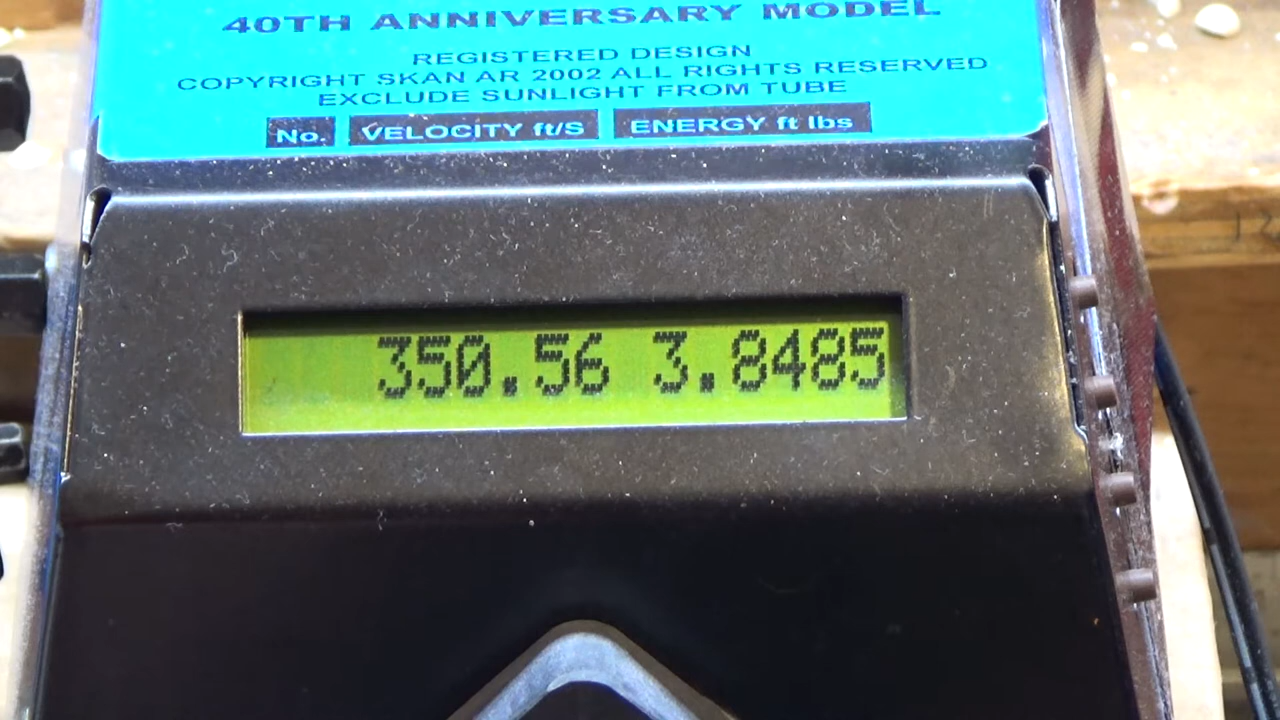 40TH ANNIVERSARY MODEL
REGISTERED DESIGN
COPYRIGHT SKAN AR 2002 ALL RIGHTS RESERVED
EXCLUDE SUNLIGHT FROM TUBE
No. VELOCITY ft/S ENERGY ft lbs
350.56 3.8485